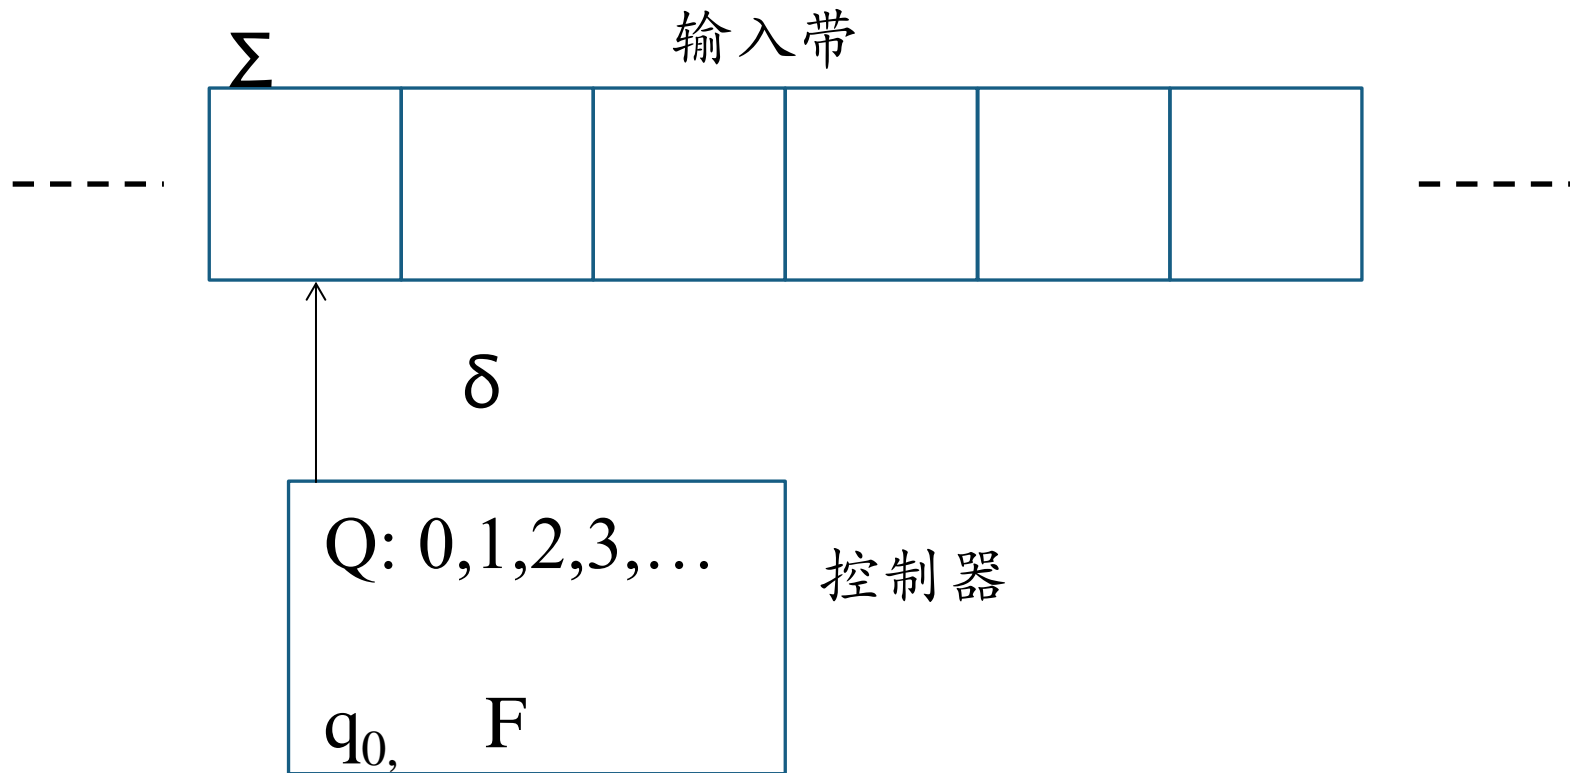 Σ
输入带
δ
Q: 0,1,2,3,…
控制器
q₀, F